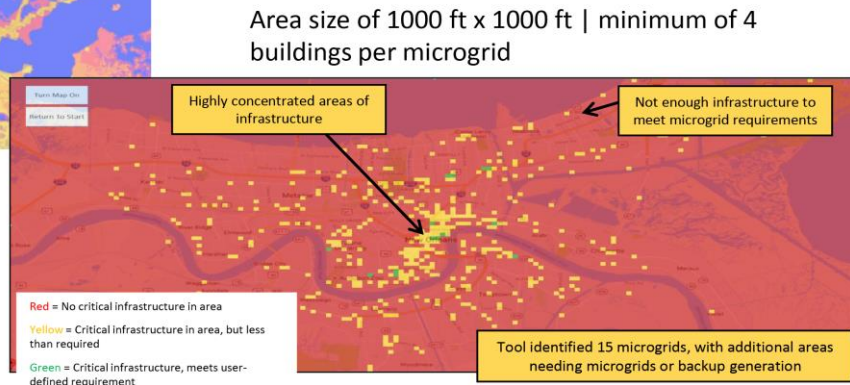 Area size of 1000 ft x 1000 ft | minimum of 4
buildings per microgrid
Turn Map On
Return To Start
Highly concentrated areas of
infrastructure
Not enough infrastructure to
meet microgrid requirements
Red = No critical infrastructure in area
Yellow = Critical infrastructure in area, but less
than required
Green = Critical infrastructure, meets user-
defined requirement
Tool identified 15 microgrids, with additional areas
needing microgrids or backup generation